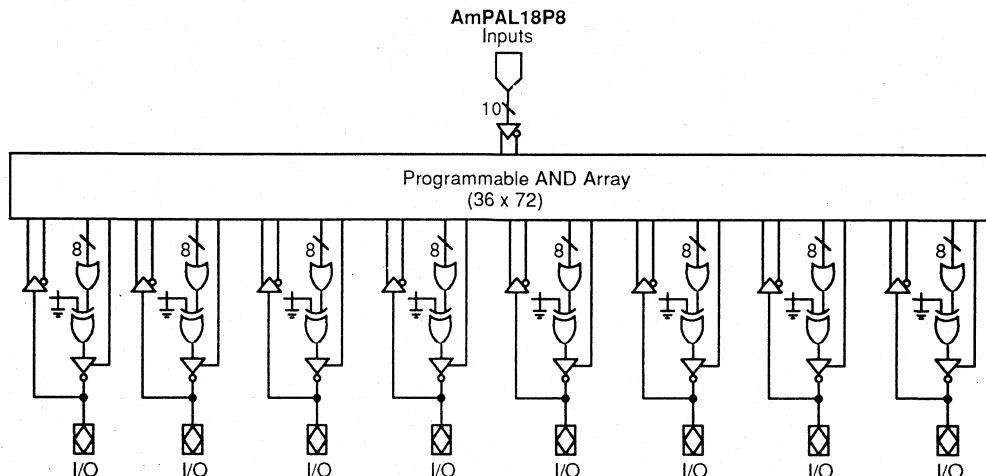 AmPAL18P8
Inputs
10
Programmable AND Array
(36 x 72)
8 8 8 8 8 8 8 8
I/O I/O I/O I/O I/O I/O I/O I/O